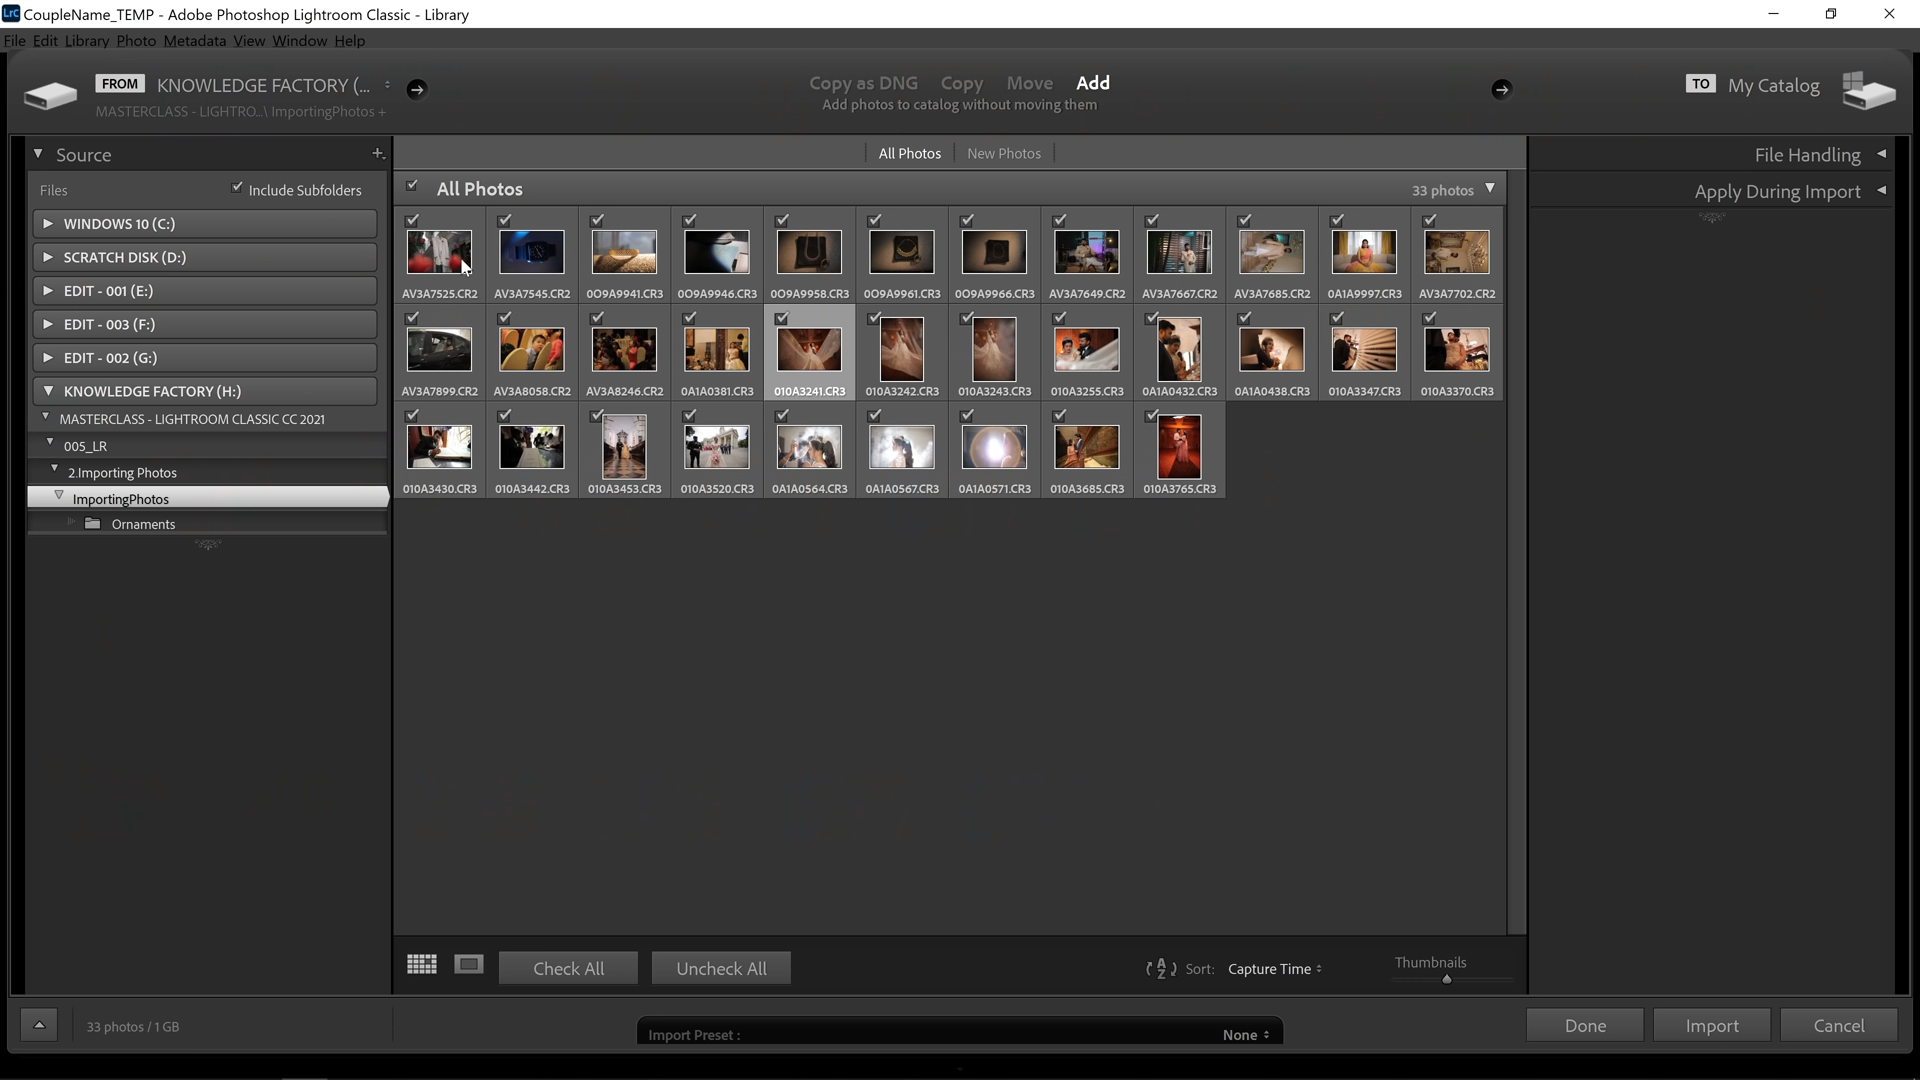 CoupleName_TEMP - Adobe Photoshop Lightroom Classic - Library
File Edit Library Photo Metadata View Window Help
FROM KNOWLEDGE FACTORY (...
MASTERCLASS - LIGHTRO...\ ImportingPhotos +
Copy as DNG Copy Move Add
Add photos to catalog without moving them
TO My Catalog
Source
Files Include Subfolders
WINDOWS 10 (C:)
SCRATCH DISK (D:)
EDIT - 001 (E:)
EDIT - 003 (F:)
EDIT - 002 (G:)
KNOWLEDGE FACTORY (H:)
MASTERCLASS - LIGHTROOM CLASSIC CC 2021
005_LR
2.Importing Photos
ImportingPhotos
Ornaments
All Photos New Photos
All Photos 33 photos
AV3A7525.CR2 AV3A7545.CR2 0O9A9941.CR3 0O9A9946.CR3 0O9A9958.CR3 0O9A9961.CR3 0O9A9966.CR3 AV3A7649.CR2 AV3A7667.CR2 AV3A7685.CR2 0A1A9997.CR3 AV3A7702.CR2
AV3A7899.CR2 AV3A8058.CR2 AV3A8246.CR2 0A1A0381.CR3 010A3241.CR3 010A3242.CR3 010A3243.CR3 010A3255.CR3 0A1A0432.CR3 0A1A0438.CR3 010A3347.CR3 010A3370.CR3
010A3430.CR3 010A3442.CR3 010A3453.CR3 010A3520.CR3 0A1A0564.CR3 0A1A0567.CR3 0A1A0571.CR3 010A3685.CR3 010A3765.CR3
File Handling
Apply During Import
Check All Uncheck All
Sort: Capture Time
Thumbnails
33 photos / 1 GB
Import Preset : None
Done Import Cancel